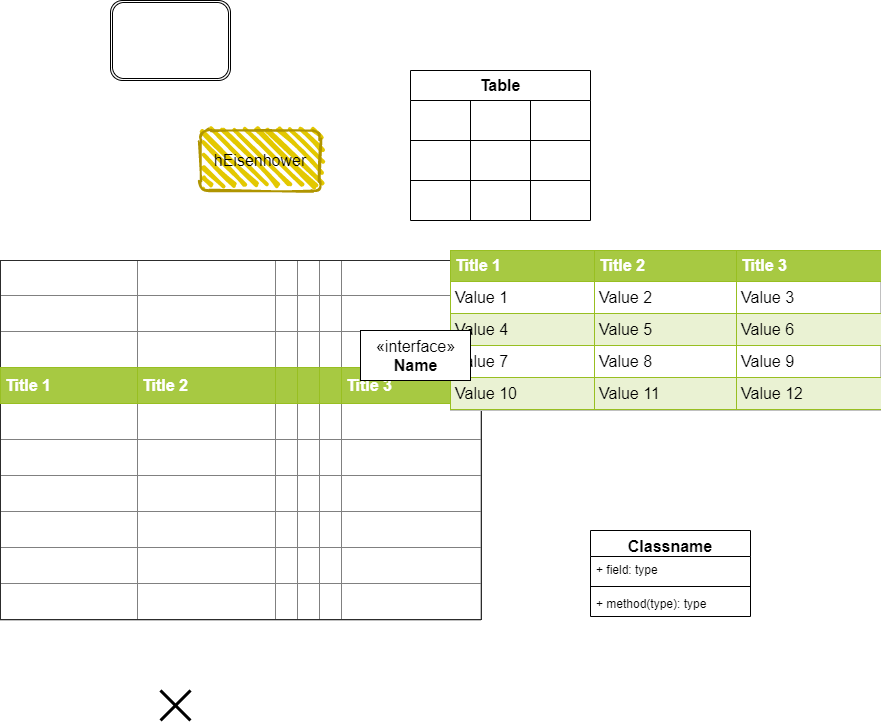 Table
hEisenhower
Title 1 Title 2 Title 3
Value 1 Value 2 Value 3
Value 4 Value 5 Value 6
«interface»
Name
alue 7 Value 8 Value 9
Title 1 Title 2 Title 3
Value 10 Value 11 Value 12
Classname
+ field: type
+ method(type): type